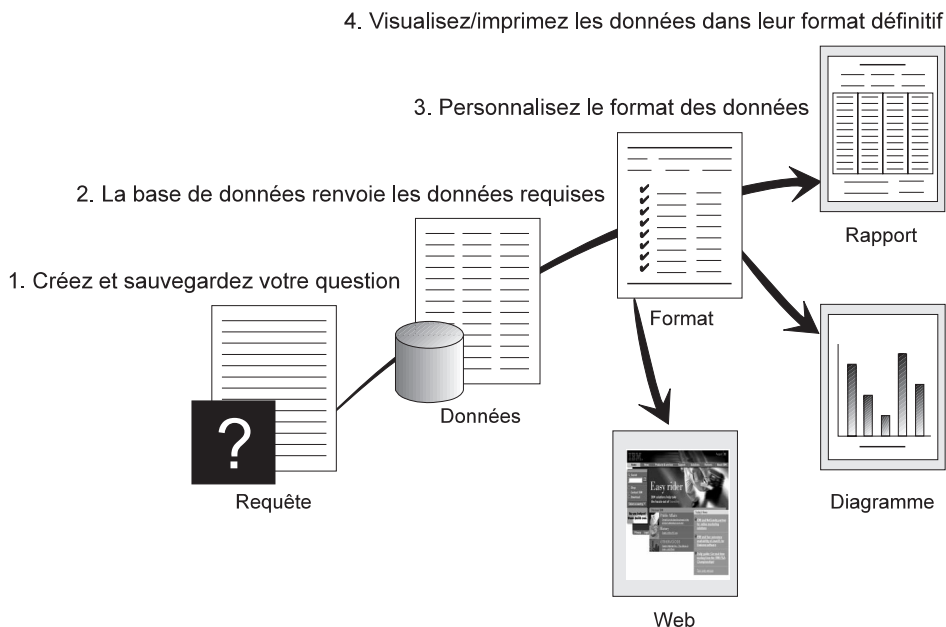 4. Visualisez/imprimez les données dans leur format définitif
3. Personnalisez le format des données
2. La base de données renvoie les données requises
Rapport
1. Créez et sauvegardez votre question
Format
Données
?
Requête
Easy rider
Diagramme
Web